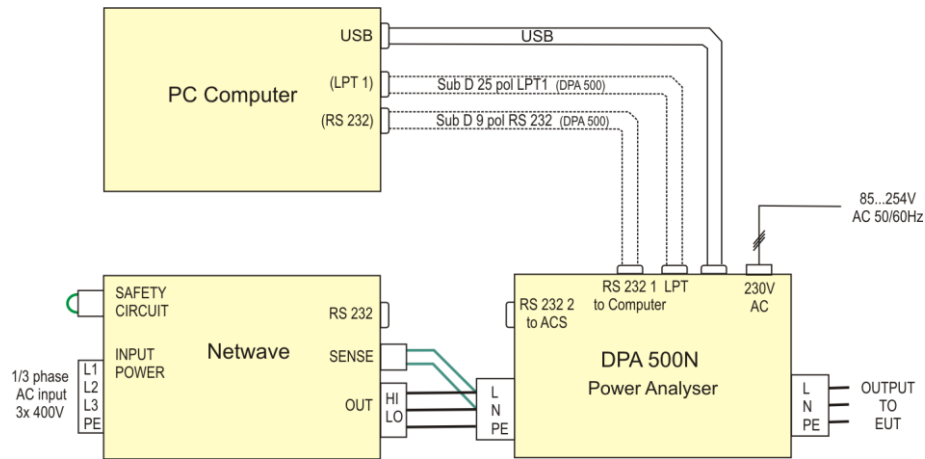 USB
USB
PC Computer
(LPT 1)
Sub D 25 pol LPT1 (DPA 500)
(RS 232)
Sub D 9 pol RS 232 (DPA 500)
85...254V
AC 50/60Hz
SAFETY
CIRCUIT
RS 232
Netwave
INPUT
POWER
SENSE
1/3 phase
AC input
3x 400V
L1
L2
L3
PE
OUT
HI
LO
RS 232 1 LPT
to Computer
230V
AC
RS 232 2
to ACS
DPA 500N
Power Analyser
L
N
PE
L
N
PE
OUTPUT
TO
EUT